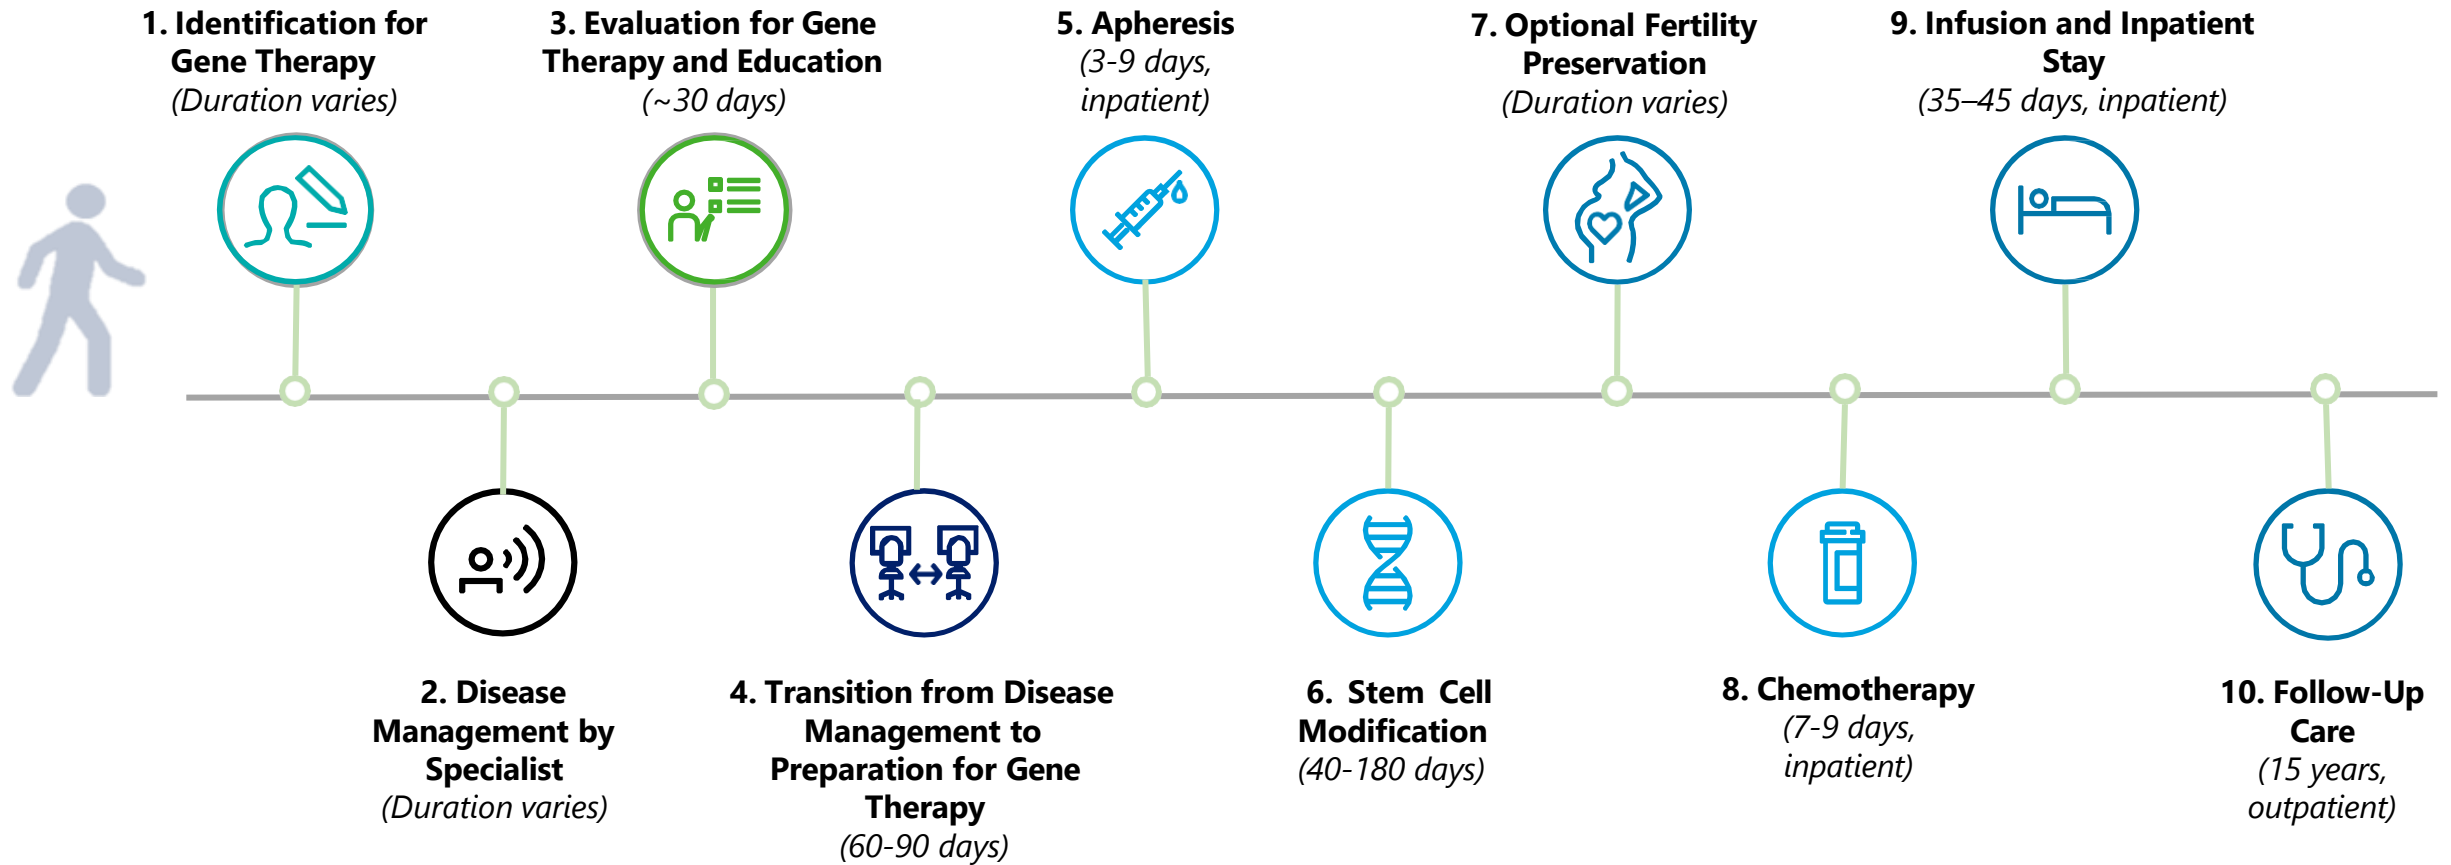 1. Identification for
Gene Therapy
(Duration varies)
2. Disease
Management by
Specialist
(Duration varies)
3. Evaluation for Gene
Therapy and Education
(~30 days)
4. Transition from Disease
Management to
Preparation for Gene
Therapy
(60-90 days)
5. Apheresis
(3-9 days,
inpatient)
6. Stem Cell
Modification
(40-180 days)
7. Optional Fertility
Preservation
(Duration varies)
8. Chemotherapy
(7-9 days,
inpatient)
9. Infusion and Inpatient
Stay
(35–45 days, inpatient)
10. Follow-Up
Care
(15 years,
outpatient)